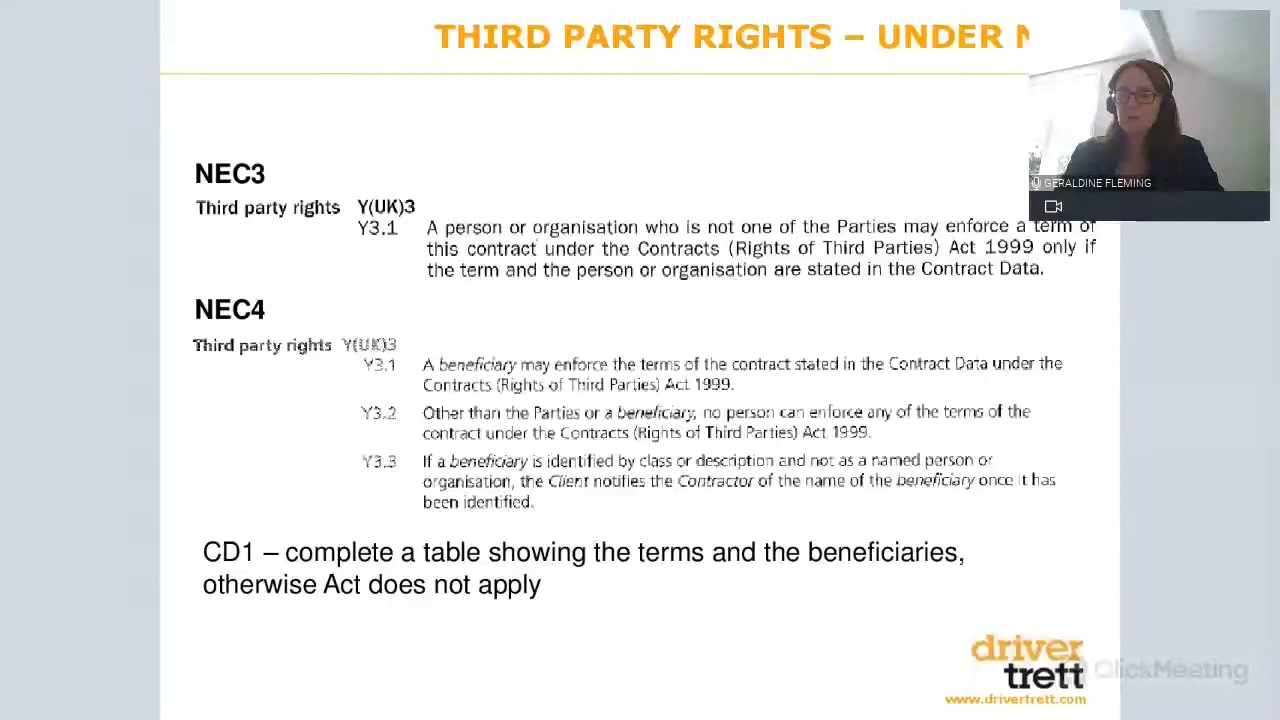 THIRD PARTY RIGHTS – UNDER
GERALDINE FLEMING
NEC3
Third party rights Y(UK)3
Y3.1 A person or organisation who is not one of the Parties may enforce a term of
this contract under the Contracts (Rights of Third Parties) Act 1999 only if
the term and the person or organisation are stated in the Contract Data.
NEC4
Third party rights Y(UK)3
Y3.1 A beneficiary may enforce the terms of the contract stated in the Contract Data under the
Contracts (Rights of Third Parties) Act 1999.
Y3.2 Other than the Parties or a beneficiary, no person can enforce any of the terms of the
contract under the Contracts (Rights of Third Parties) Act 1999.
Y3.3 If a beneficiary is identified by class or description and not as a named person or
organisation, the Client notifies the Contractor of the name of the beneficiary once it has
been identified.
CD1 – complete a table showing the terms and the beneficiaries,
otherwise Act does not apply
driver
trett
ClickMeeting
www.drivertrett.com